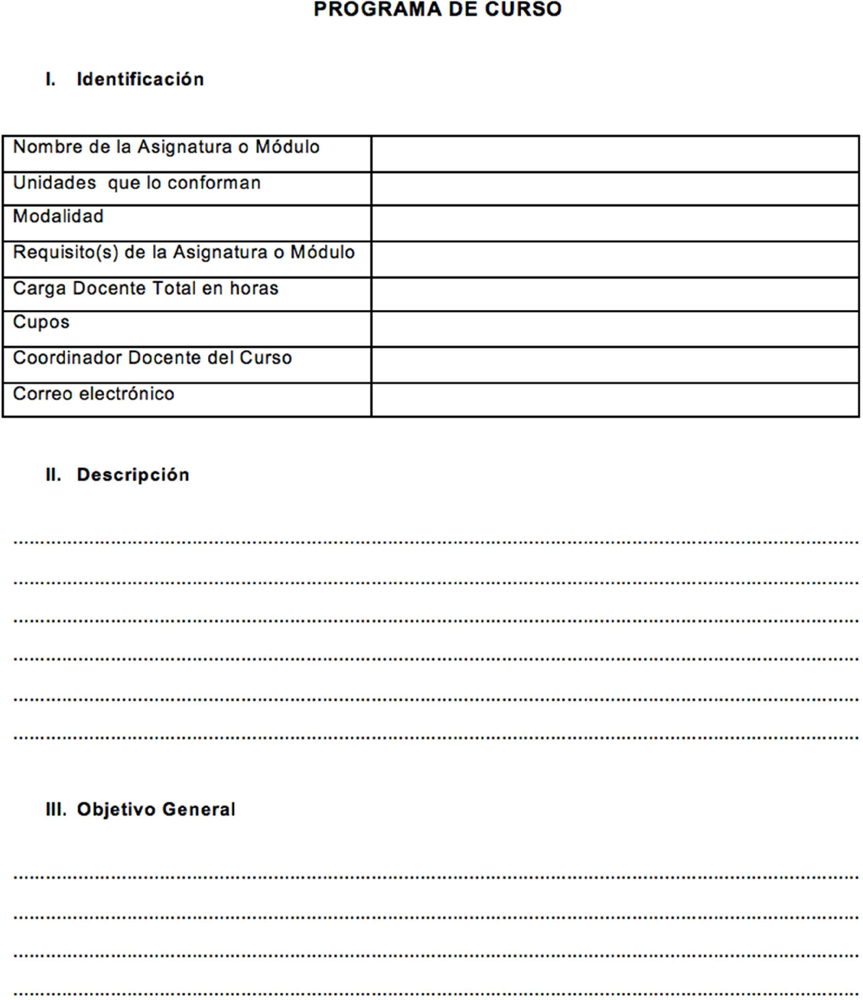 PROGRAMA DE CURSO
I. Identificación
Nombre de la Asignatura o Módulo
Unidades que lo conforman
Modalidad
Requisito(s) de la Asignatura o Módulo
Carga Docente Total en horas
Cupos
Coordinador Docente del Curso
Correo electrónico
II. Descripción
III. Objetivo General